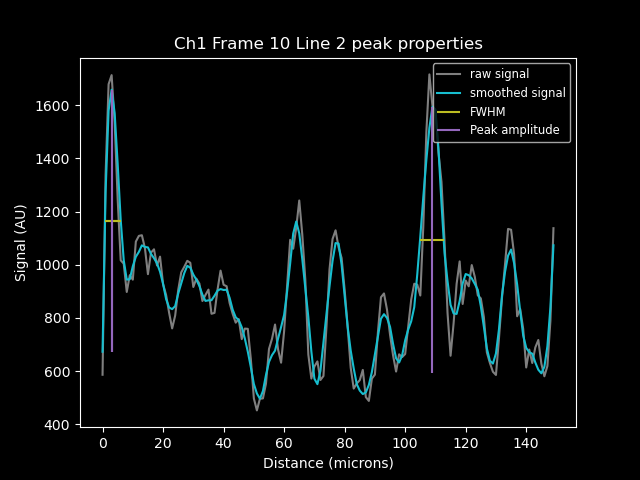 Ch1 Frame 10 Line 2 peak properties
raw signal
smoothed signal
FWHM
Peak amplitude
Signal (AU)
1600
1400
1200
1000
800
600
400
0 20 40 60 80 100 120 140
Distance (microns)